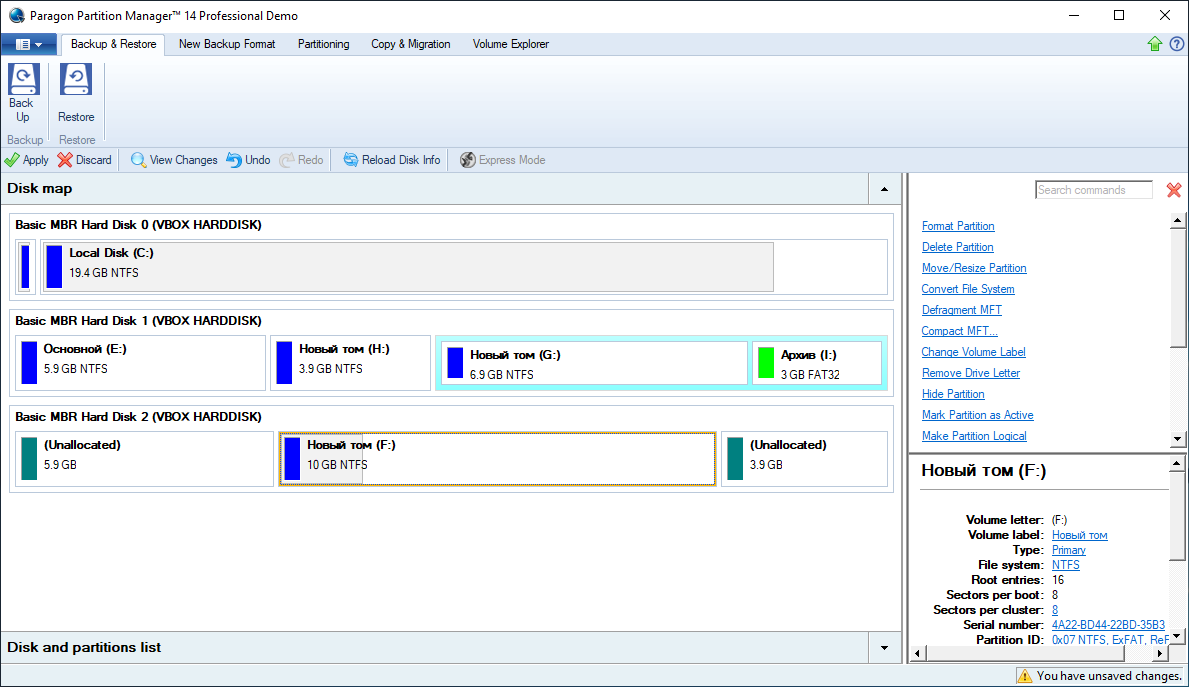 Paragon Partition Manager™ 14 Professional Demo
Backup & Restore New Backup Format Partitioning Copy & Migration Volume Explorer
Back Up
Restore
Backup Restore
Apply Discard View Changes Undo Redo Reload Disk Info Express Mode
Disk map
Basic MBR Hard Disk 0 (VBOX HARDDISK)
Local Disk (C:)
19.4 GB NTFS
Basic MBR Hard Disk 1 (VBOX HARDDISK)
Основной (E:)
5.9 GB NTFS
Новый том (H:)
3.9 GB NTFS
Новый том (G:)
6.9 GB NTFS
Архив (I:)
3 GB FAT32
Basic MBR Hard Disk 2 (VBOX HARDDISK)
(Unallocated)
5.9 GB
Новый том (F:)
10 GB NTFS
(Unallocated)
3.9 GB
Disk and partitions list
Search commands
Format Partition
Delete Partition
Move/Resize Partition
Convert File System
Defragment MFT
Compact MFT...
Change Volume Label
Remove Drive Letter
Hide Partition
Mark Partition as Active
Make Partition Logical
Новый том (F:)
Volume letter: (F:)
Volume label: Новый том
Type: Primary
File system: NTFS
Root entries: 16
Sectors per boot: 8
Sectors per cluster: 8
Serial number: 4A22-BD44-22BD-35B3
Partition ID: 0x07 NTFS, ExFAT, ReF
You have unsaved changes.